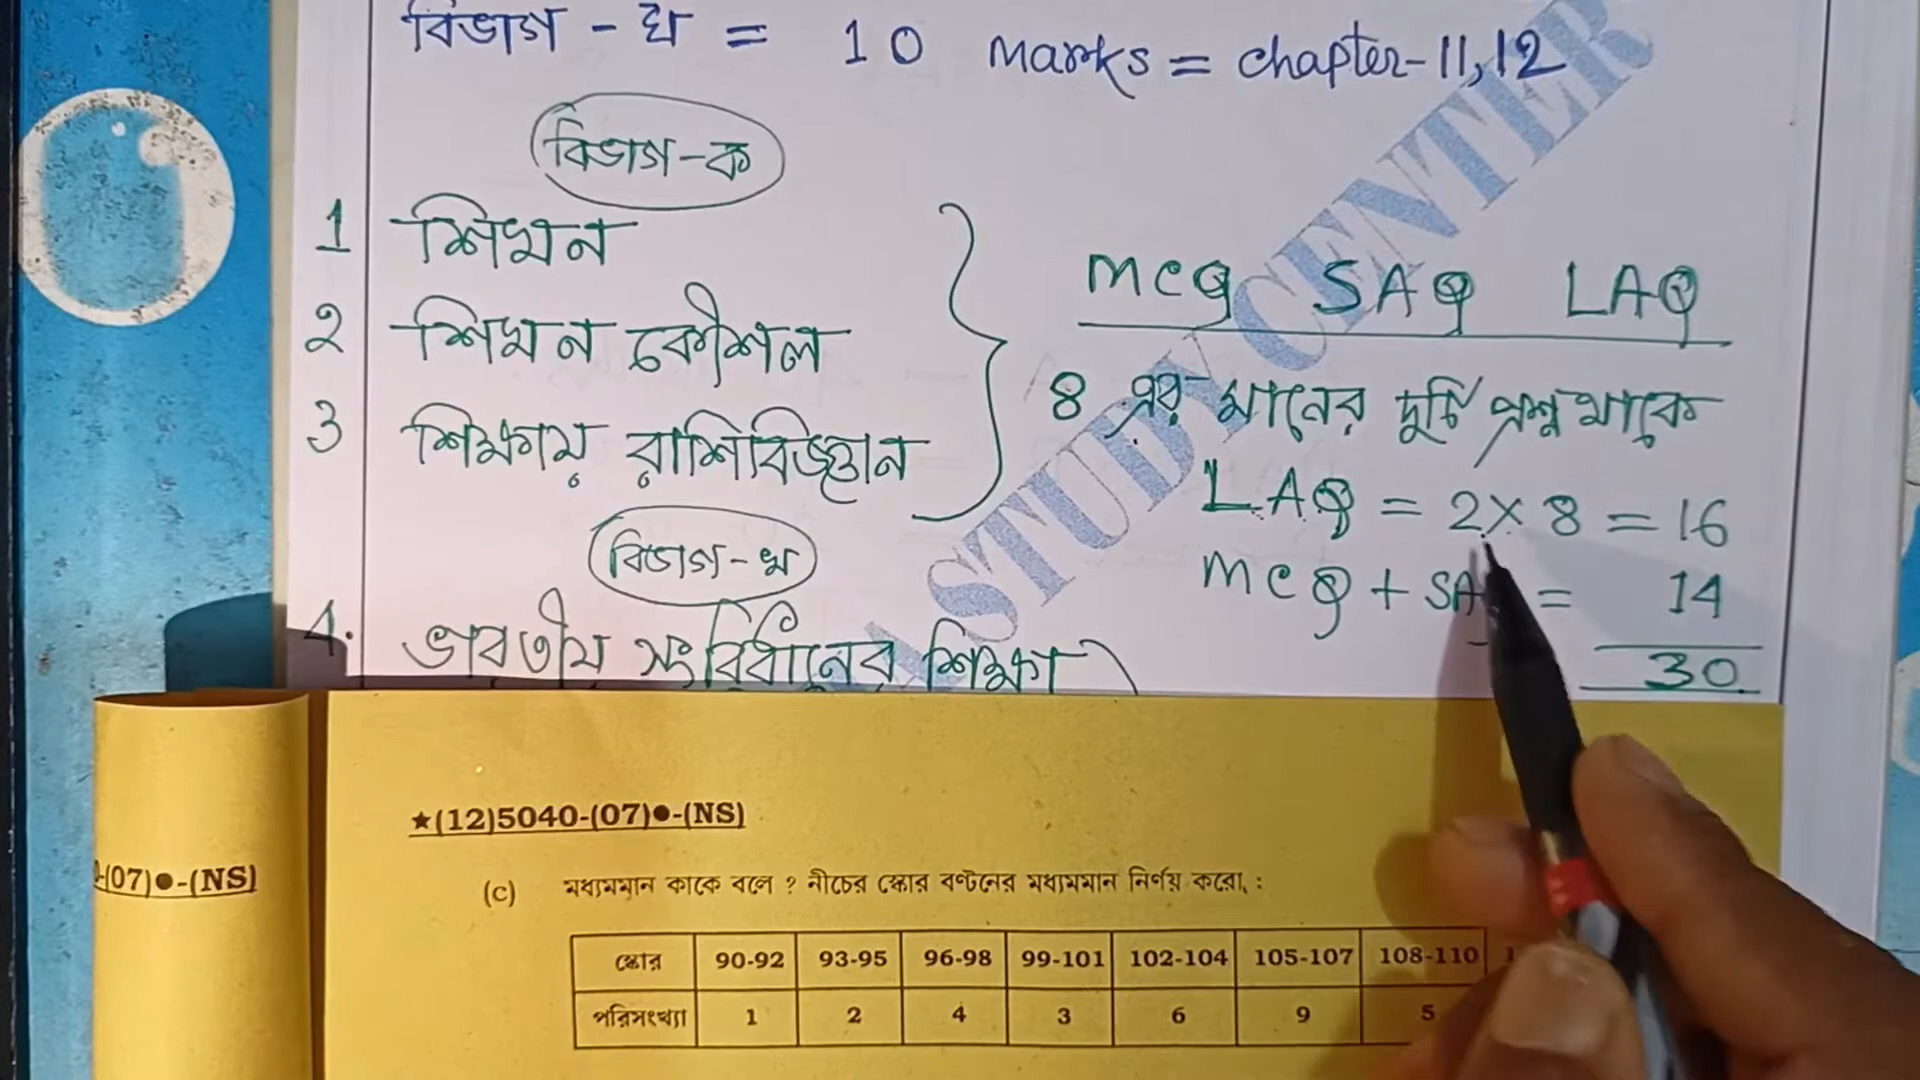 বিভাগ - ঘ = 10 marks = chapter-11,12
বিভাগ-ক
1 শিখন
2 শিখন কৌশল
3 শিক্ষায় রাশিবিজ্ঞান
MCQ SAQ LAQ
8 এর মানের দুটি প্রশ্ন থাকে
LAQ = 2 x 8 = 16
MCQ + SA = 14
30
বিভাগ-খ
4. ভারতীয় সংবিধানের শিক্ষা
STUDY CENTER
★(12)5040-(07)●-(NS)
-(07)●-(NS)
(c) মধ্যমমান কাকে বলে ? নীচের স্কোর বণ্টনের মধ্যমমান নির্ণয় করো :
স্কোর 90-92 93-95 96-98 99-101 102-104 105-107 108-110
পরিসংখ্যা 1 2 4 3 6 9 5